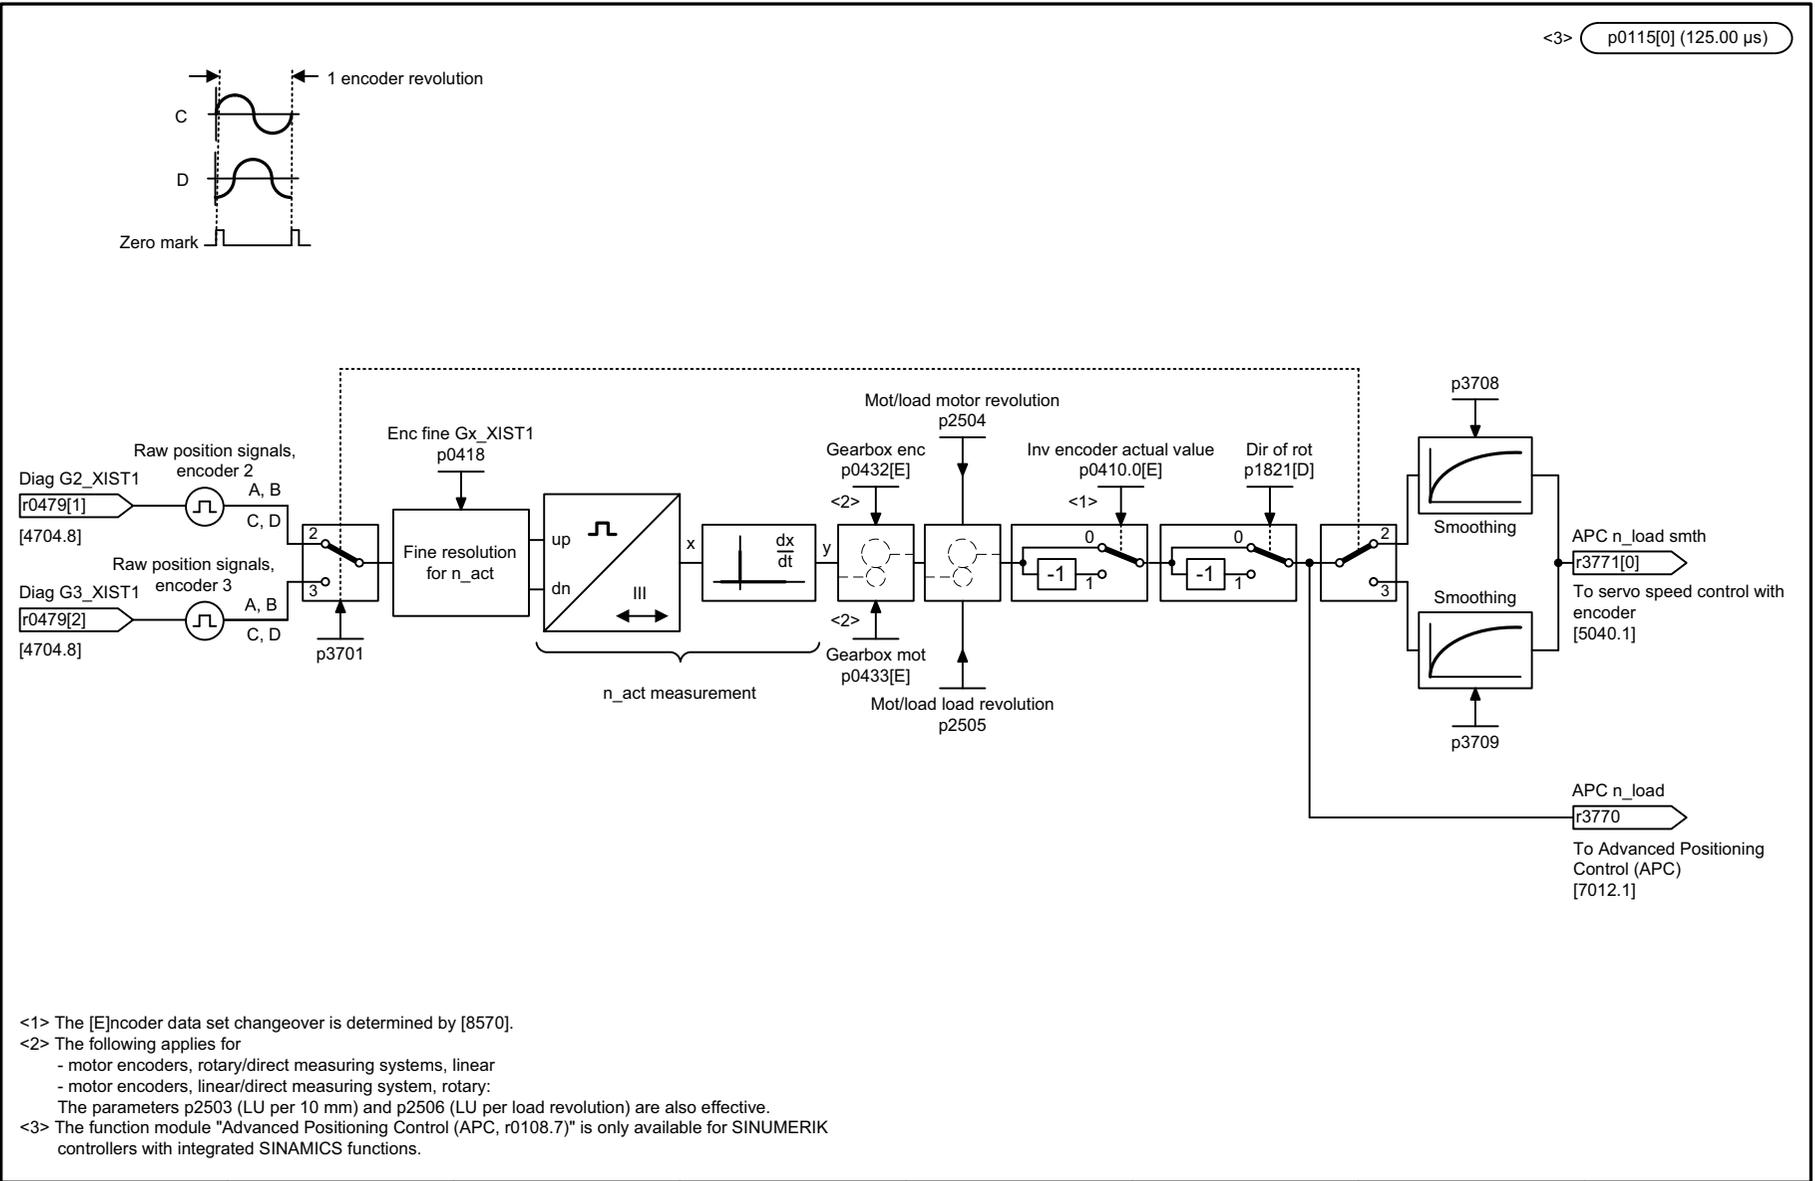 <3> p0115[0] (125.00 µs)
1 encoder revolution
C
D
Zero mark
Diag G2_XIST1
r0479[1]
[4704.8]
Raw position signals,
encoder 2
A, B
C, D
Diag G3_XIST1
r0479[2]
[4704.8]
Raw position signals,
encoder 3
A, B
C, D
2
3
p3701
Enc fine Gx_XIST1
p0418
Fine resolution
for n_act
up
dn
III
x
dx
dt
y
n_act measurement
Gearbox enc
p0432[E]
<2>
<2>
Gearbox mot
p0433[E]
Mot/load motor revolution
p2504
Mot/load load revolution
p2505
Inv encoder actual value
p0410.0[E]
<1>
0
-1
1
Dir of rot
p1821[D]
0
-1
1
2
3
p3708
Smoothing
Smoothing
p3709
APC n_load smth
r3771[0]
To servo speed control with
encoder
[5040.1]
APC n_load
r3770
To Advanced Positioning
Control (APC)
[7012.1]
<1> The [E]ncoder data set changeover is determined by [8570].
<2> The following applies for
- motor encoders, rotary/direct measuring systems, linear
- motor encoders, linear/direct measuring system, rotary:
The parameters p2503 (LU per 10 mm) and p2506 (LU per load revolution) are also effective.
<3> The function module "Advanced Positioning Control (APC, r0108.7)" is only available for SINUMERIK
controllers with integrated SINAMICS functions.